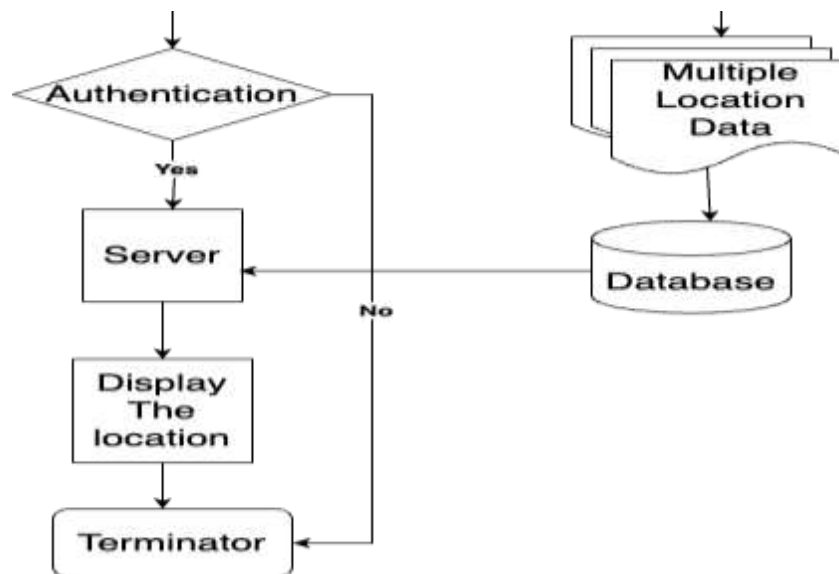 Authentication
Yes
Server
Display
The
location
Terminator
No
Multiple
Location
Data
Database